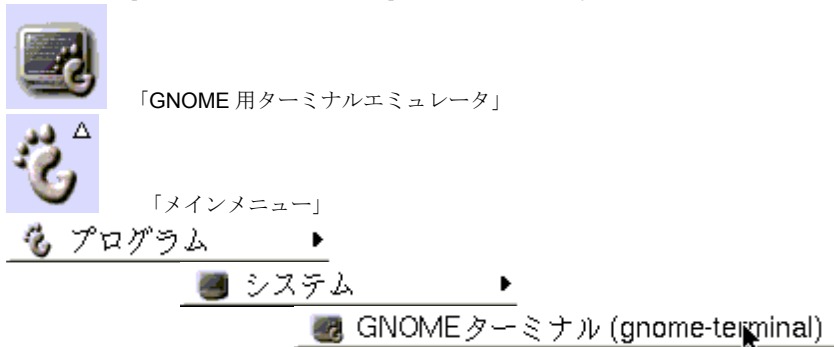 「GNOME 用ターミナルエミュレータ」
「メインメニュー」
プログラム
システム
GNOMEターミナル (gnome-terminal)